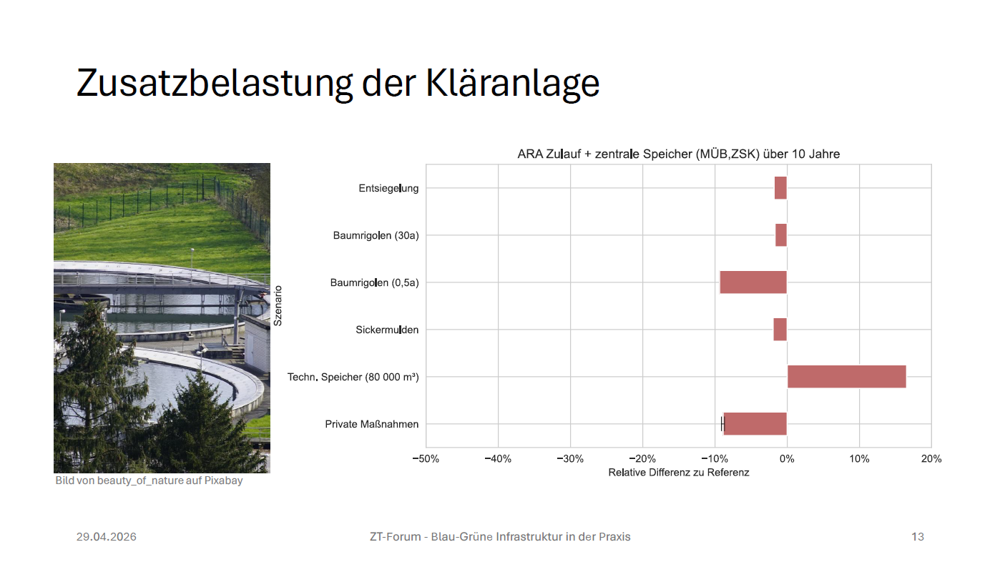 Zusatzbelastung der Kläranlage
ARA Zulauf + zentrale Speicher (MÜB,ZSK) über 10 Jahre
Szenario
Entsiegelung
Baumrigolen (30a)
Baumrigolen (0,5a)
Sickermulden
Techn. Speicher (80 000 m³)
Private Maßnahmen
−50% −40% −30% −20% −10% 0% 10% 20%
Relative Differenz zu Referenz
Bild von beauty_of_nature auf Pixabay
29.04.2026 ZT-Forum - Blau-Grüne Infrastruktur in der Praxis 13